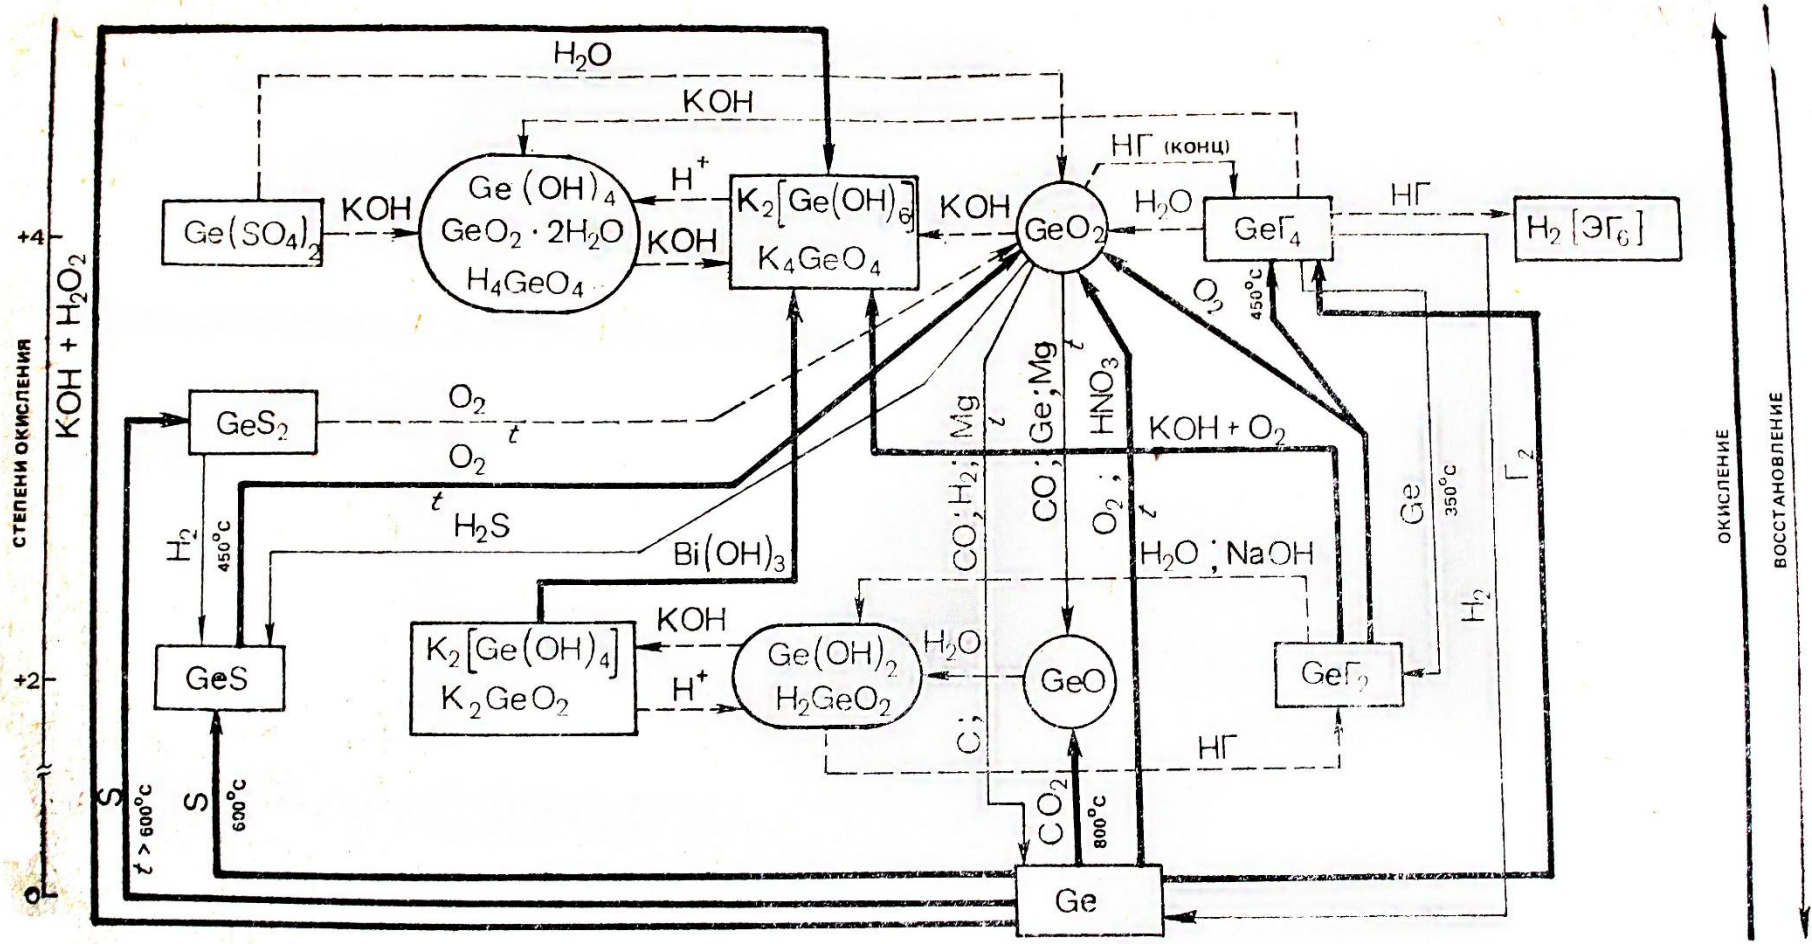 H₂O
KOH
НГ (КОНЦ)
H⁺
Ge(OH)₄
GeO₂·2H₂O
H₄GeO₄
K₂[Ge(OH)₆]
K₄GeO₄
KOH
H₂O
НГ
Ge(SO₄)₂
KOH
KOH
GeO₂
GeГ₄
H₂[ЭГ₆]
+4
KOH + H₂O₂
СТЕПЕНИ ОКИСЛЕНИЯ
O₂
450°C
GeS₂
O₂
t
O₂
t
H₂S
H₂
450°C
Bi(OH)₃
C; CO; H₂; Mg
t
CO; Ge; Mg
t
O₂; HNO₃
t
KOH + O₂
H₂O; NaOH
Ge
350°C
H₂
Г₂
ОКИСЛЕНИЕ
ВОССТАНОВЛЕНИЕ
+2
GeS
K₂[Ge(OH)₄]
K₂GeO₂
KOH
H⁺
Ge(OH)₂
H₂GeO₂
H₂O
GeO
GeГ₂
НГ
S
t > 600°C
S
600°C
CO₂
800°C
0
Ge